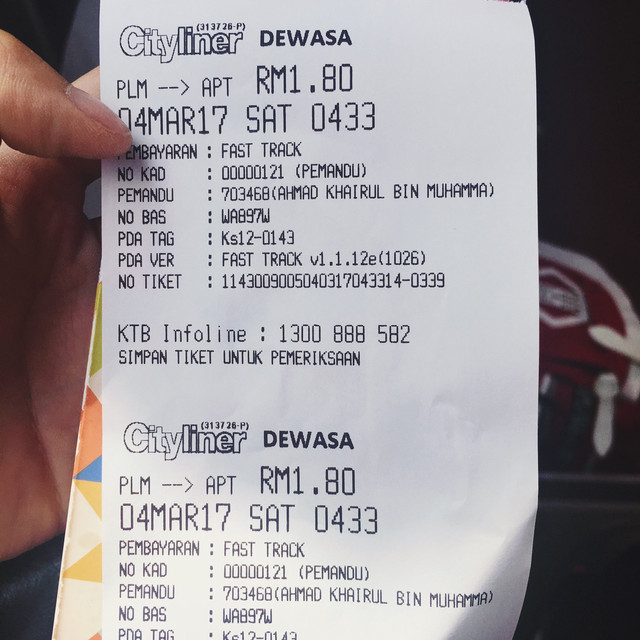 (313726-P)
Cityliner DEWASA
PLM --> APT RM1.80
04MAR17 SAT 0433
PEMBAYARAN : FAST TRACK
NO KAD : 00000121 (PEMANDU)
PEMANDU : 703468(AHMAD KHAIRUL BIN MUHAMMA)
NO BAS : WA897W
PDA TAG : Ks12-0143
PDA VER : FAST TRACK v1.1.12e(1026)
NO TIKET : 1143009005040317043314-0339
KTB Infoline : 1300 888 582
SIMPAN TIKET UNTUK PEMERIKSAAN
(313726-P)
Cityliner DEWASA
PLM --> APT RM1.80
04MAR17 SAT 0433
PEMBAYARAN : FAST TRACK
NO KAD : 00000121 (PEMANDU)
PEMANDU : 703468(AHMAD KHAIRUL BIN MUHAMMA)
NO BAS : WA897W
PDA TAG : Ks12-0143